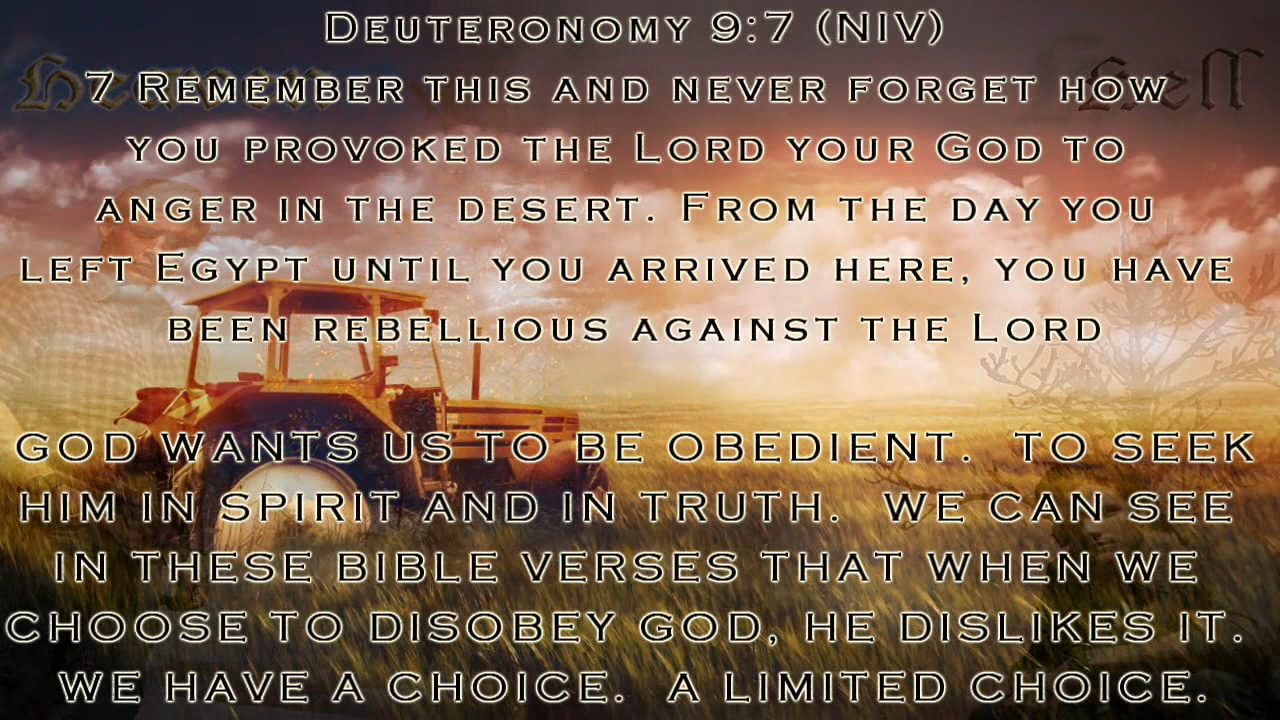 Deuteronomy 9:7 (NIV)
Heaven
Hell
7 Remember this and never forget how
you provoked the Lord your God to
anger in the desert. From the day you
left Egypt until you arrived here, you have
been rebellious against the Lord
GOD WANTS US TO BE OBEDIENT. TO SEEK
HIM IN SPIRIT AND IN TRUTH. WE CAN SEE
IN THESE BIBLE VERSES THAT WHEN WE
CHOOSE TO DISOBEY GOD, HE DISLIKES IT.
WE HAVE A CHOICE. A LIMITED CHOICE.